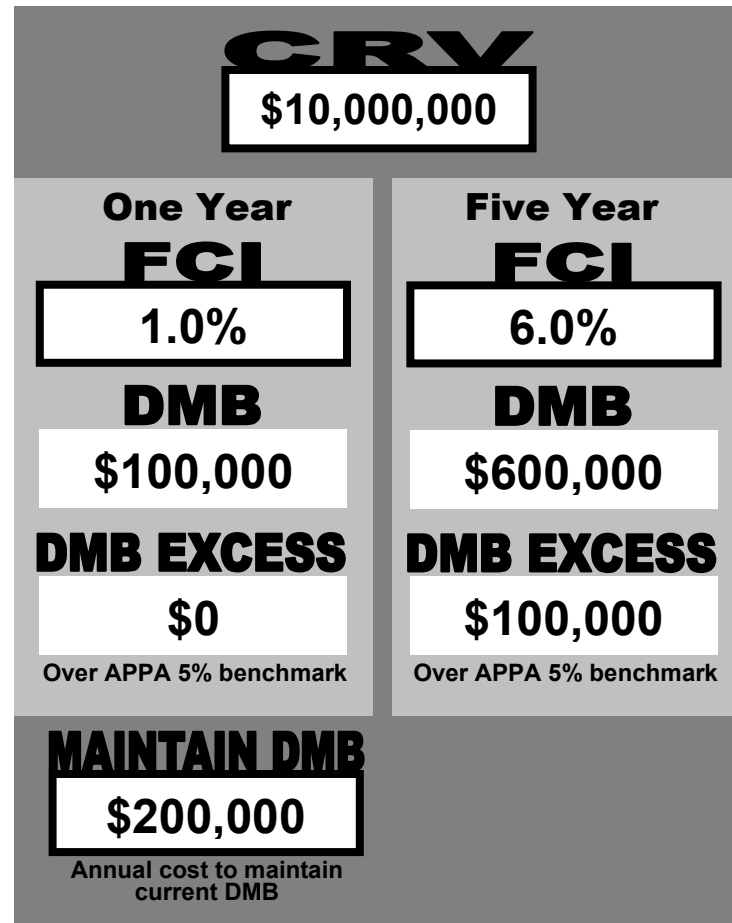 CRV
$10,000,000
One Year
FCI
1.0%
DMB
$100,000
DMB EXCESS
$0
Over APPA 5% benchmark
Five Year
FCI
6.0%
DMB
$600,000
DMB EXCESS
$100,000
Over APPA 5% benchmark
MAINTAIN DMB
$200,000
Annual cost to maintain
current DMB